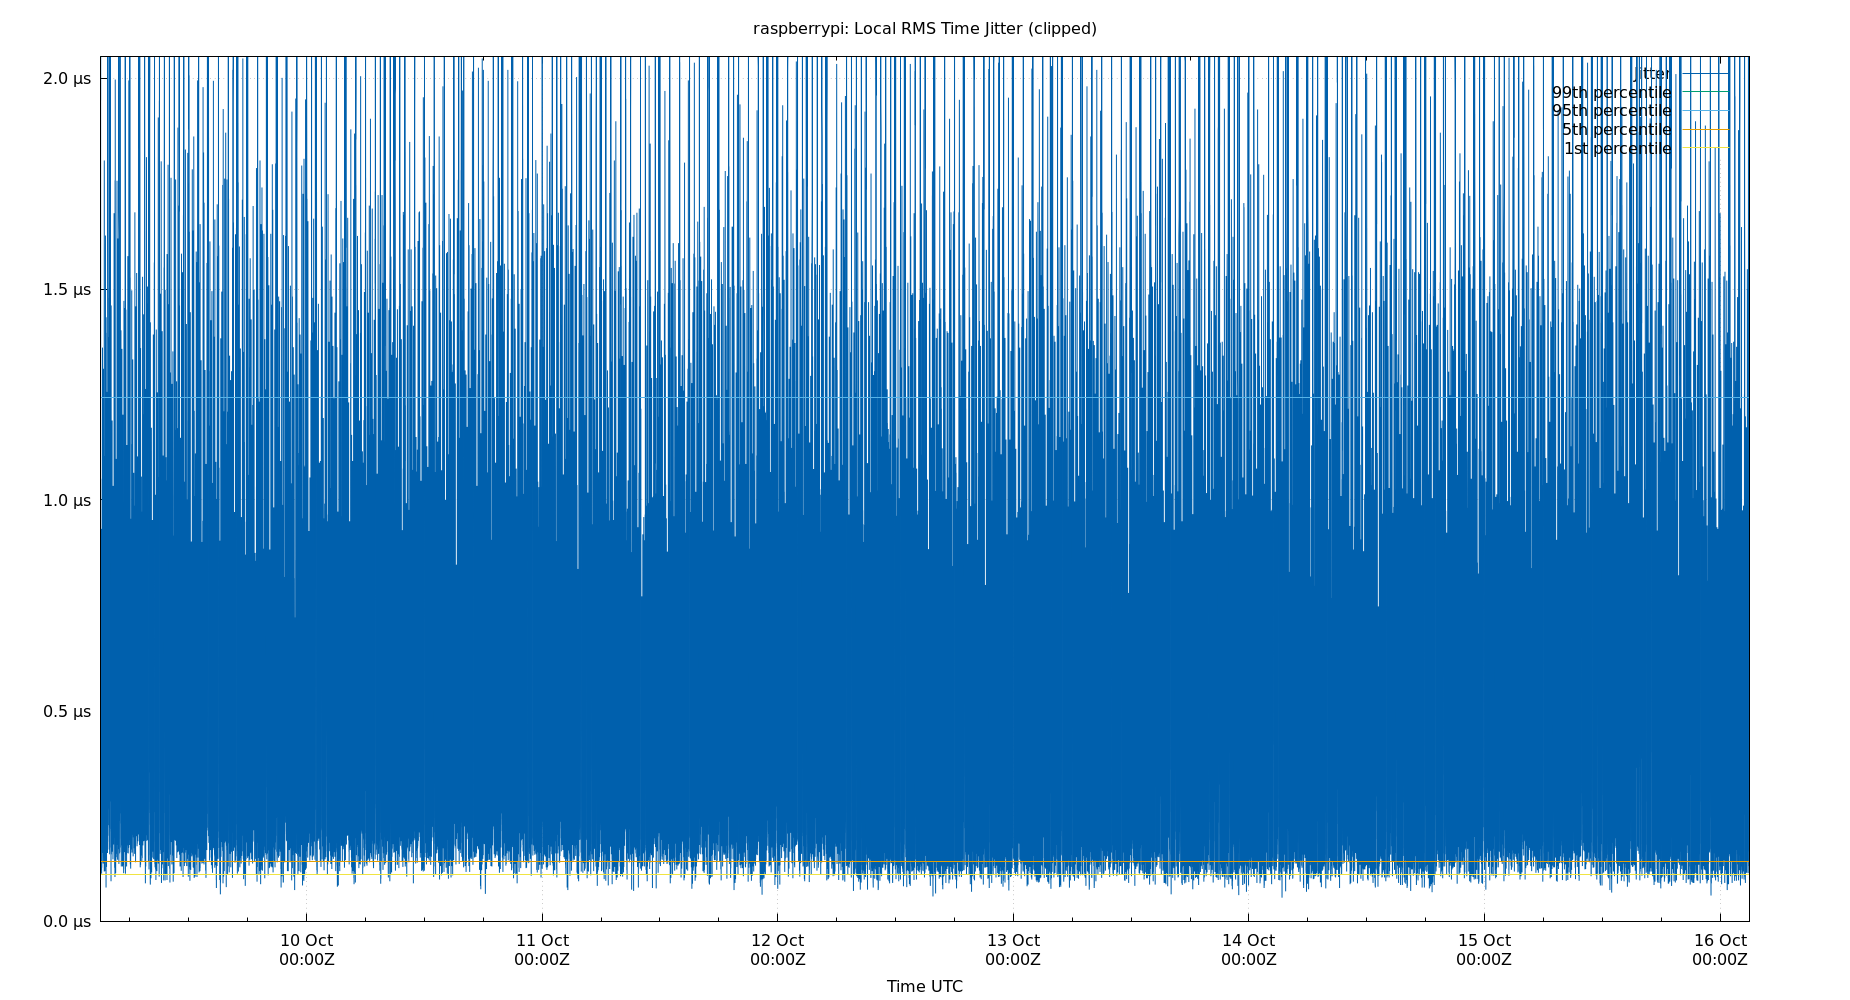 raspberrypi: Local RMS Time Jitter (clipped)
2.0 μs
1.5 μs
1.0 μs
0.5 μs
0.0 μs
jitter
99th percentile
95th percentile
5th percentile
1st percentile
10 Oct 11 Oct 12 Oct 13 Oct 14 Oct 15 Oct 16 Oct
00:00Z 00:00Z 00:00Z 00:00Z 00:00Z 00:00Z 00:00Z
Time UTC